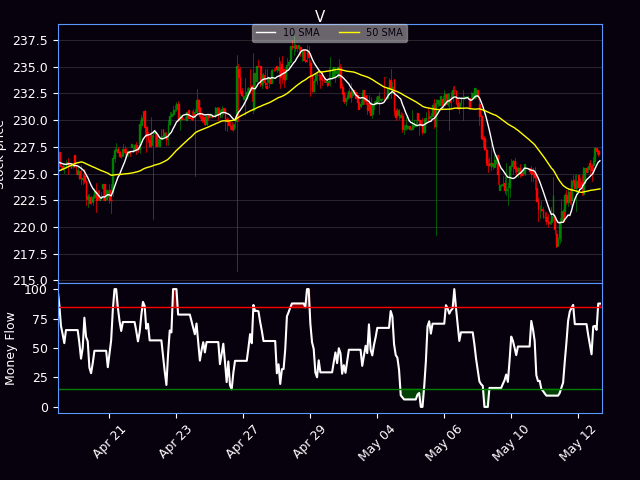 V
10 SMA
50 SMA
237.5
235.0
232.5
230.0
227.5
225.0
222.5
220.0
217.5
215.0
Stock price
100
75
50
25
0
Money Flow
Apr 21
Apr 23
Apr 27
Apr 29
May 04
May 06
May 10
May 12